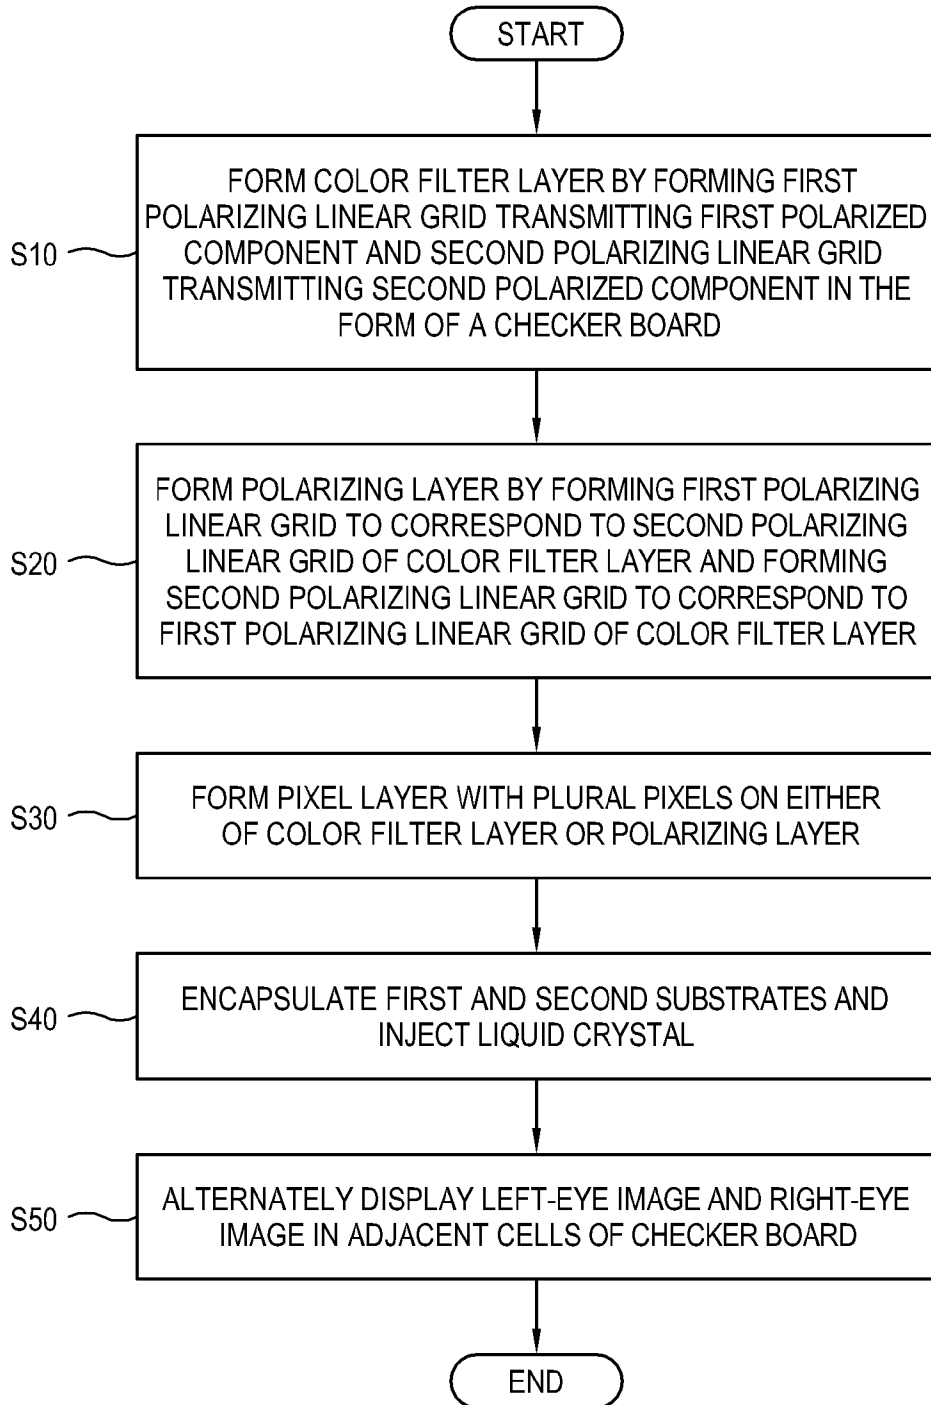 START
S10
FORM COLOR FILTER LAYER BY FORMING FIRST
POLARIZING LINEAR GRID TRANSMITTING FIRST POLARIZED
COMPONENT AND SECOND POLARIZING LINEAR GRID
TRANSMITTING SECOND POLARIZED COMPONENT IN THE
FORM OF A CHECKER BOARD
S20
FORM POLARIZING LAYER BY FORMING FIRST POLARIZING
LINEAR GRID TO CORRESPOND TO SECOND POLARIZING
LINEAR GRID OF COLOR FILTER LAYER AND FORMING
SECOND POLARIZING LINEAR GRID TO CORRESPOND TO
FIRST POLARIZING LINEAR GRID OF COLOR FILTER LAYER
S30
FORM PIXEL LAYER WITH PLURAL PIXELS ON EITHER
OF COLOR FILTER LAYER OR POLARIZING LAYER
S40
ENCAPSULATE FIRST AND SECOND SUBSTRATES AND
INJECT LIQUID CRYSTAL
S50
ALTERNATELY DISPLAY LEFT-EYE IMAGE AND RIGHT-EYE
IMAGE IN ADJACENT CELLS OF CHECKER BOARD
END